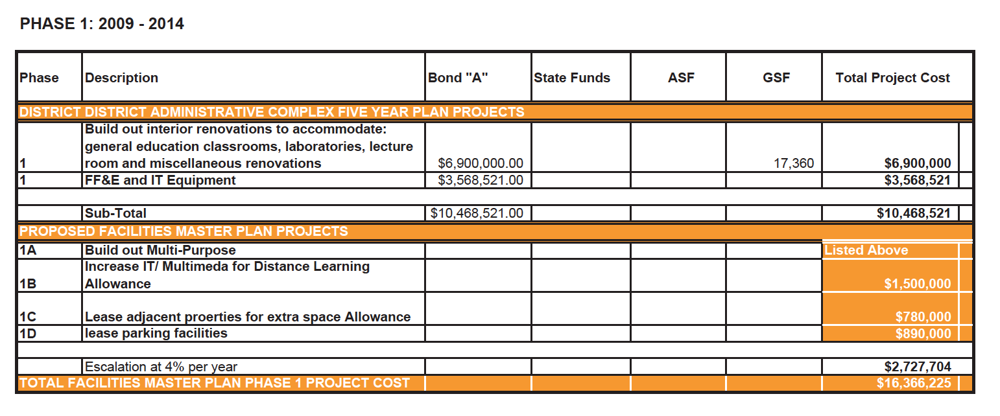 PHASE 1: 2009 - 2014
Phase Description Bond "A" State Funds ASF GSF Total Project Cost
DISTRICT DISTRICT ADMINISTRATIVE COMPLEX FIVE YEAR PLAN PROJECTS
Build out interior renovations to accommodate:
general education classrooms, laboratories, lecture
1 room and miscellaneous renovations $6,900,000.00 17,360 $6,900,000
1 FF&E and IT Equipment $3,568,521.00 $3,568,521
Sub-Total $10,468,521.00 $10,468,521
PROPOSED FACILITIES MASTER PLAN PROJECTS
1A Build out Multi-Purpose Listed Above
Increase IT/ Multimeda for Distance Learning
1B Allowance $1,500,000
1C Lease adjacent proerties for extra space Allowance $780,000
1D lease parking facilities $890,000
Escalation at 4% per year $2,727,704
TOTAL FACILITIES MASTER PLAN PHASE 1 PROJECT COST $16,366,225